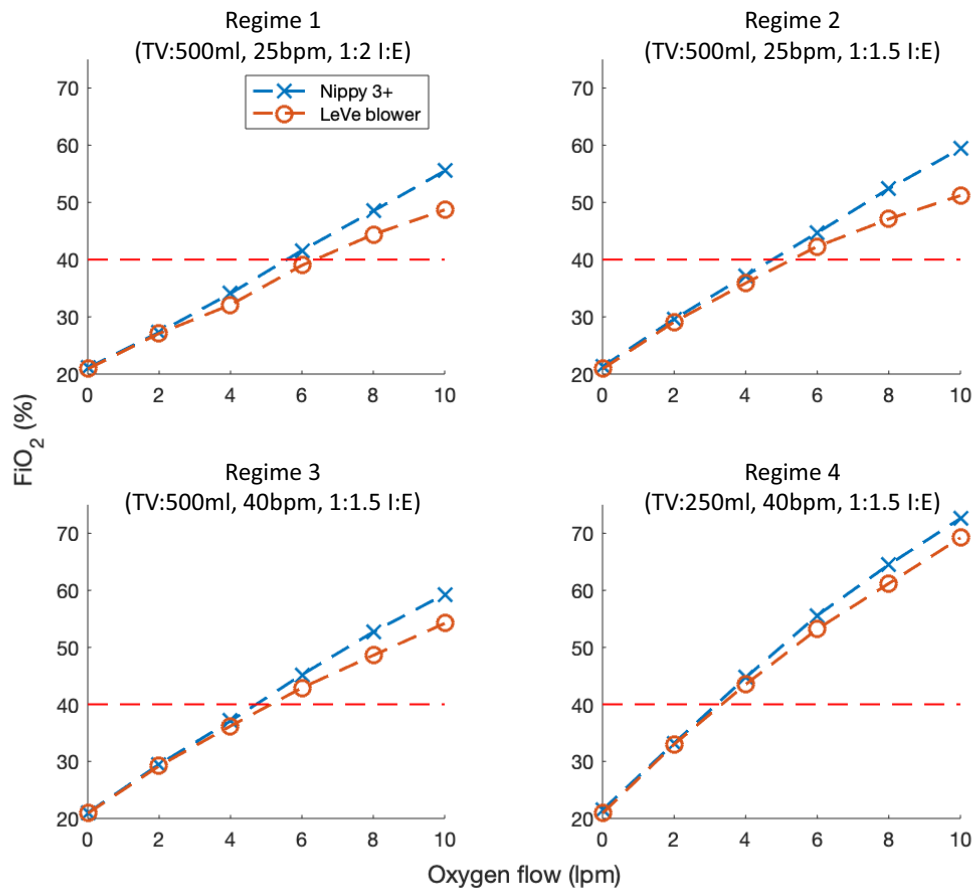 Regime 1
(TV:500ml, 25bpm, 1:2 I:E)
Regime 2
(TV:500ml, 25bpm, 1:1.5 I:E)
70
60
50
40
30
20
0 2 4 6 8 10
Nippy 3+
LeVe blower
70
60
50
40
30
20
0 2 4 6 8 10
FiO2 (%)
Regime 3
(TV:500ml, 40bpm, 1:1.5 I:E)
Regime 4
(TV:250ml, 40bpm, 1:1.5 I:E)
70
60
50
40
30
20
0 2 4 6 8 10
70
60
50
40
30
20
0 2 4 6 8 10
Oxygen flow (lpm)